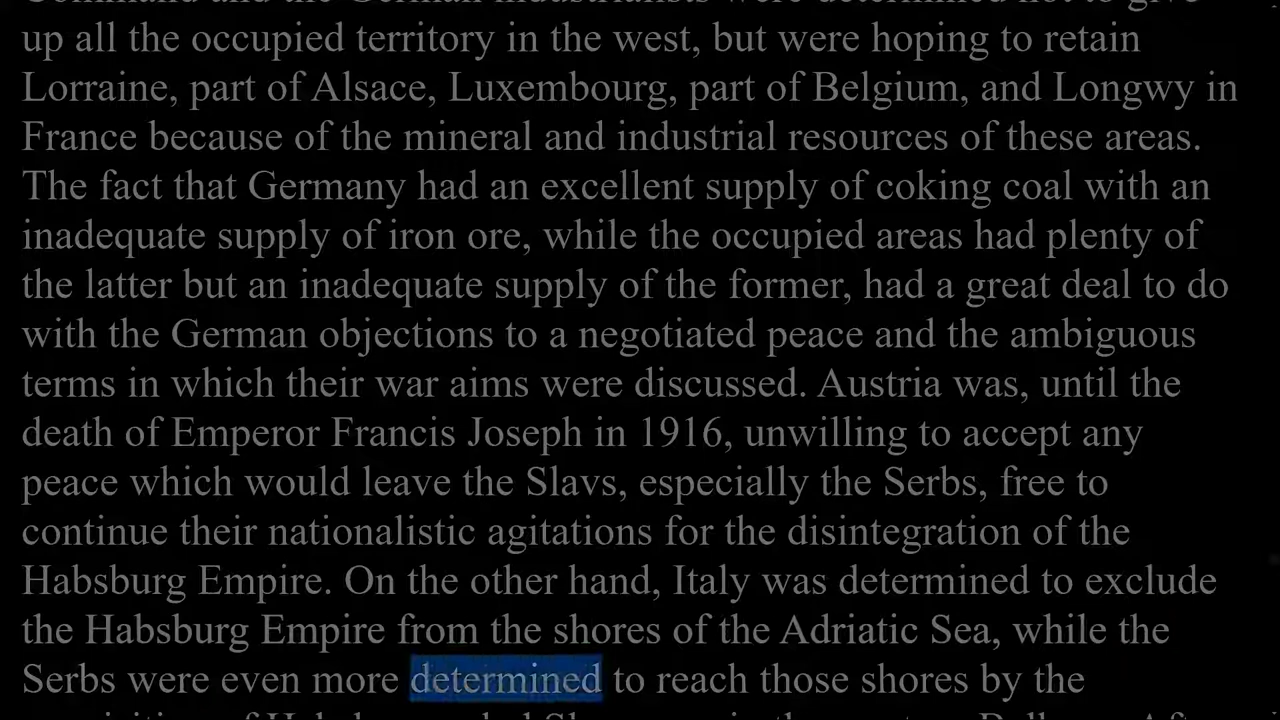 up all the occupied territory in the west, but were hoping to retain
Lorraine, part of Alsace, Luxembourg, part of Belgium, and Longwy in
France because of the mineral and industrial resources of these areas.
The fact that Germany had an excellent supply of coking coal with an
inadequate supply of iron ore, while the occupied areas had plenty of
the latter but an inadequate supply of the former, had a great deal to do
with the German objections to a negotiated peace and the ambiguous
terms in which their war aims were discussed. Austria was, until the
death of Emperor Francis Joseph in 1916, unwilling to accept any
peace which would leave the Slavs, especially the Serbs, free to
continue their nationalistic agitations for the disintegration of the
Habsburg Empire. On the other hand, Italy was determined to exclude
the Habsburg Empire from the shores of the Adriatic Sea, while the
Serbs were even more determined to reach those shores by the